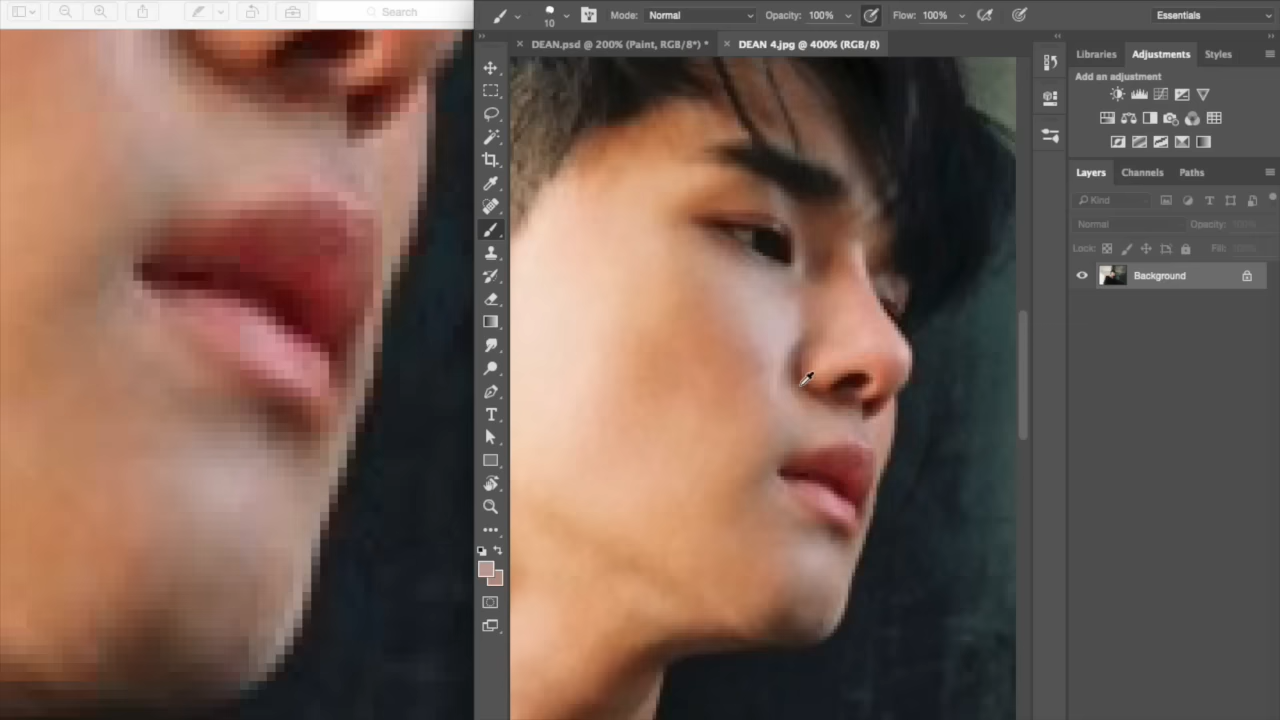 Search
10
Mode: Normal
Opacity: 100%
Flow: 100%
Essentials
× DEAN.psd @ 200% (Paint, RGB/8*) *
× DEAN 4.jpg @ 400% (RGB/8)
Libraries
Adjustments
Styles
Add an adjustment
Layers
Channels
Paths
Kind
Normal
Opacity:
Lock:
Fill:
Background